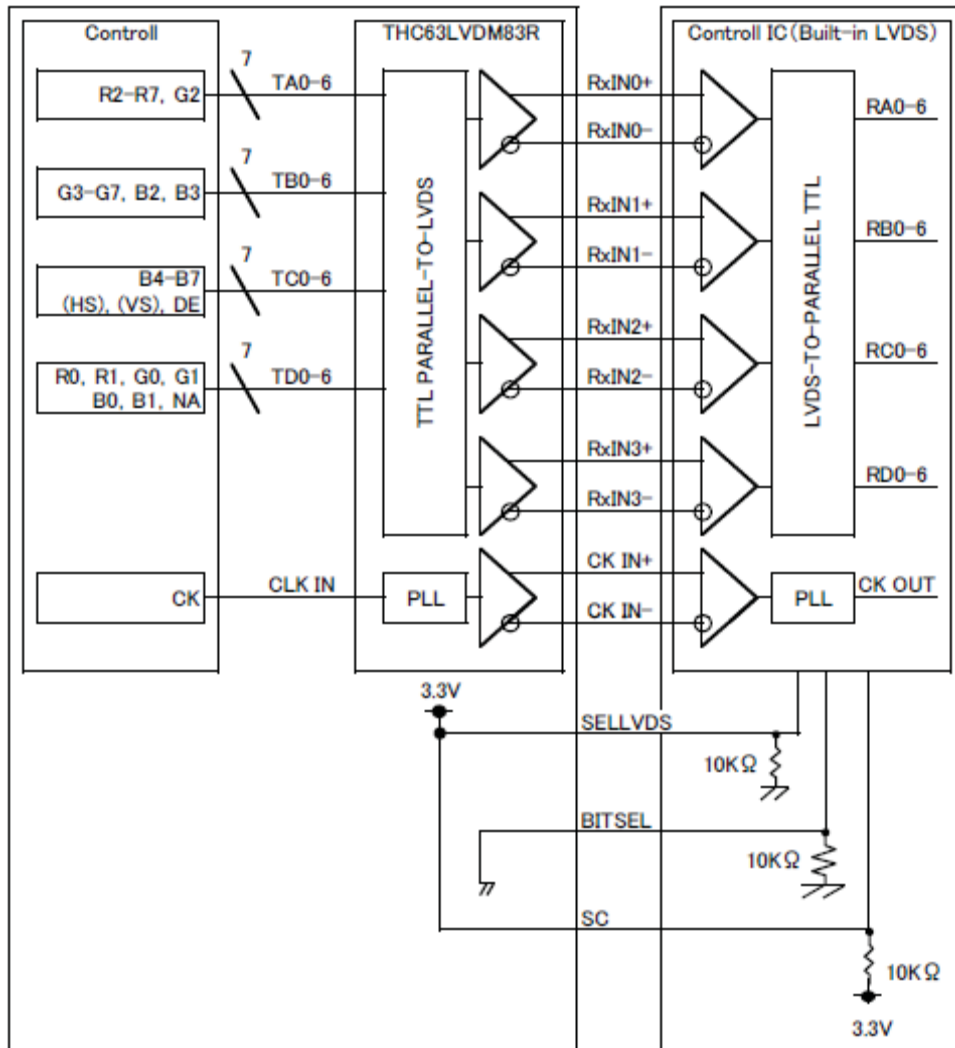 Controll
THC63LVDM83R
Controll IC(Built-in LVDS)
R2-R7, G2
7
TA0-6
RxIN0+
RxIN0-
RA0-6
G3-G7, B2, B3
7
TB0-6
RxIN1+
RxIN1-
RB0-6
B4-B7
(HS), (VS), DE
7
TC0-6
RxIN2+
RxIN2-
RC0-6
R0, R1, G0, G1
B0, B1, NA
7
TD0-6
RxIN3+
RxIN3-
RD0-6
TTL PARALLEL-TO-LVDS
LVDS-TO-PARALLEL TTL
CK
CLK IN
PLL
CK IN+
CK IN-
PLL
CK OUT
3.3V
SELLVDS
10KΩ
BITSEL
10KΩ
SC
10KΩ
3.3V